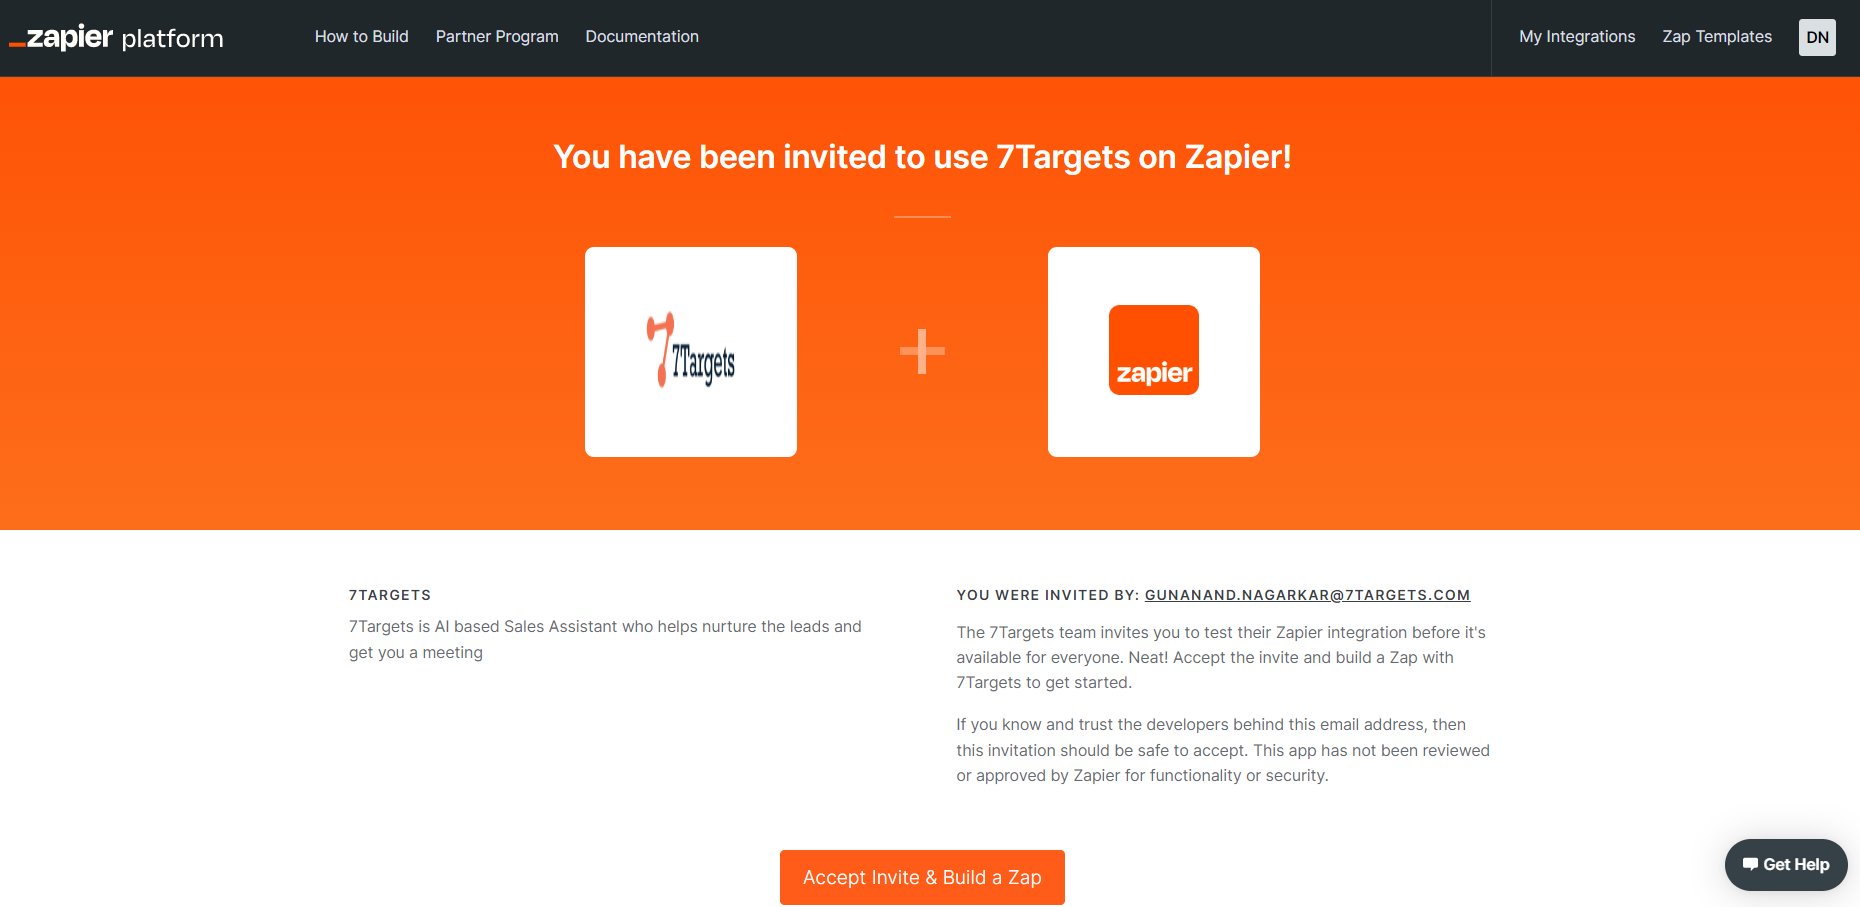 zapier platform
How to Build
Partner Program
Documentation
My Integrations
Zap Templates
DN
You have been invited to use 7Targets on Zapier!
7Targets
+
zapier
7TARGETS
7Targets is AI based Sales Assistant who helps nurture the leads and
get you a meeting
YOU WERE INVITED BY: GUNANAND.NAGARKAR@7TARGETS.COM
The 7Targets team invites you to test their Zapier integration before it's
available for everyone. Neat! Accept the invite and build a Zap with
7Targets to get started.
If you know and trust the developers behind this email address, then
this invitation should be safe to accept. This app has not been reviewed
or approved by Zapier for functionality or security.
Accept Invite & Build a Zap
Get Help